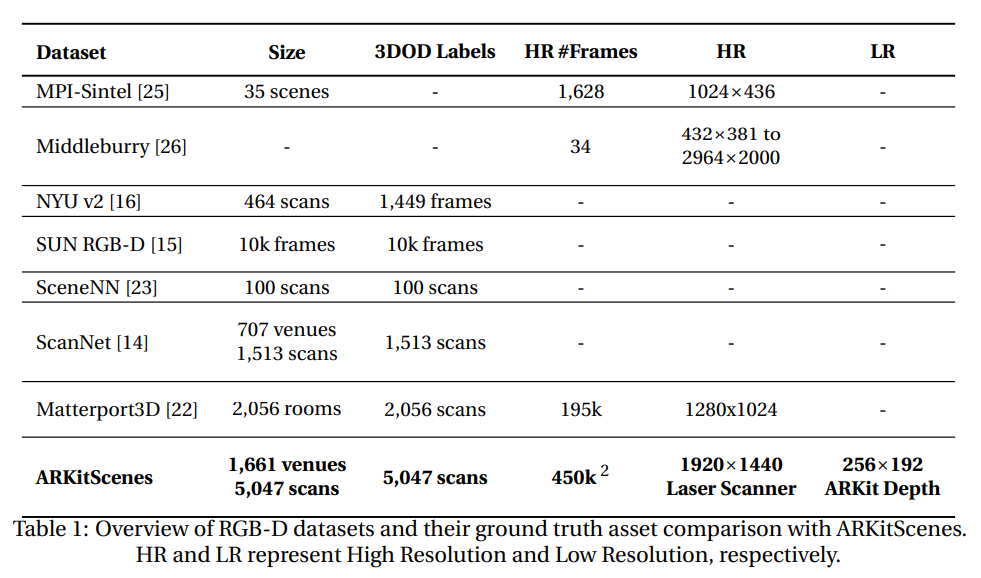 Dataset Size 3DOD Labels HR #Frames HR LR
MPI-Sintel [25] 35 scenes - 1,628 1024×436 -
Middleburry [26] - - 34 432×381 to 2964×2000 -
NYU v2 [16] 464 scans 1,449 frames - - -
SUN RGB-D [15] 10k frames 10k frames - - -
SceneNN [23] 100 scans 100 scans - - -
ScanNet [14] 707 venues 1,513 scans 1,513 scans - - -
Matterport3D [22] 2,056 rooms 2,056 scans 195k 1280x1024 -
ARKitScenes 1,661 venues 5,047 scans 5,047 scans 450k 2 1920×1440 Laser Scanner 256×192 ARKit Depth
Table 1: Overview of RGB-D datasets and their ground truth asset comparison with ARKitScenes.
HR and LR represent High Resolution and Low Resolution, respectively.